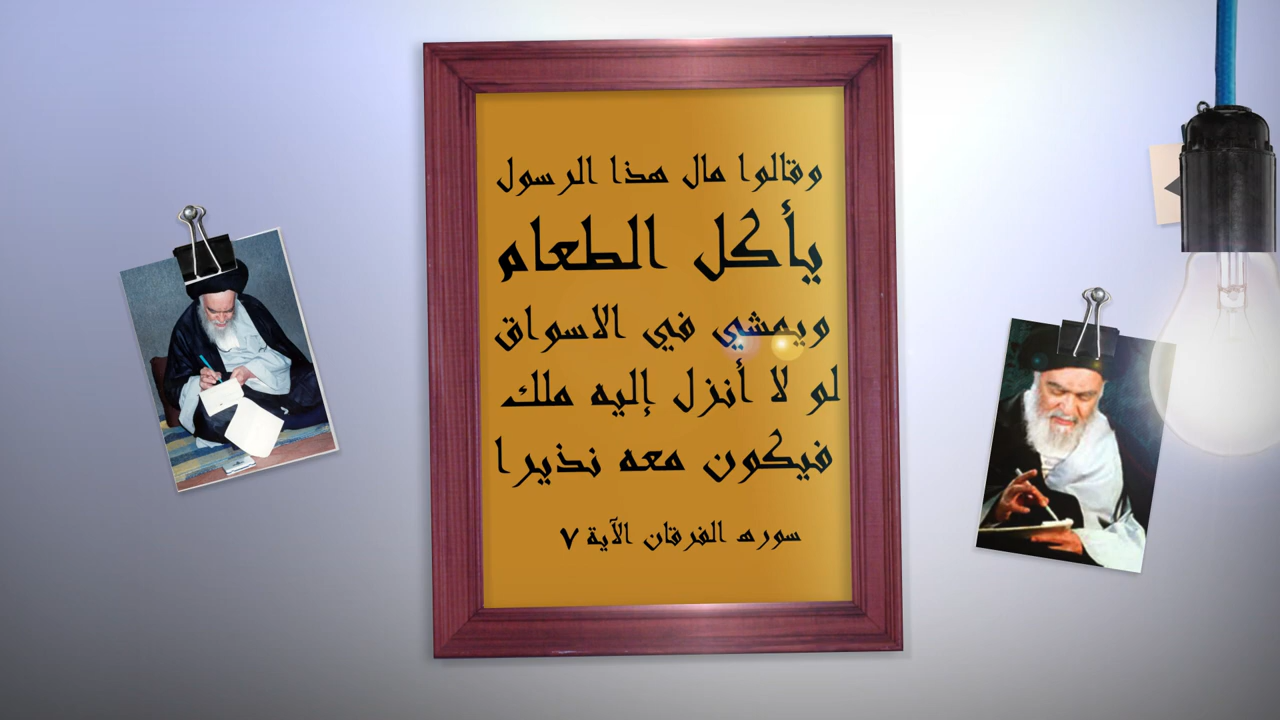 وقالوا مال هذا الرسول
يأكل الطعام
ويمشي في الاسواق
لو لا أنزل إليه ملك
فيكون معه نذيرا
سوره الفرقان الآية ٧